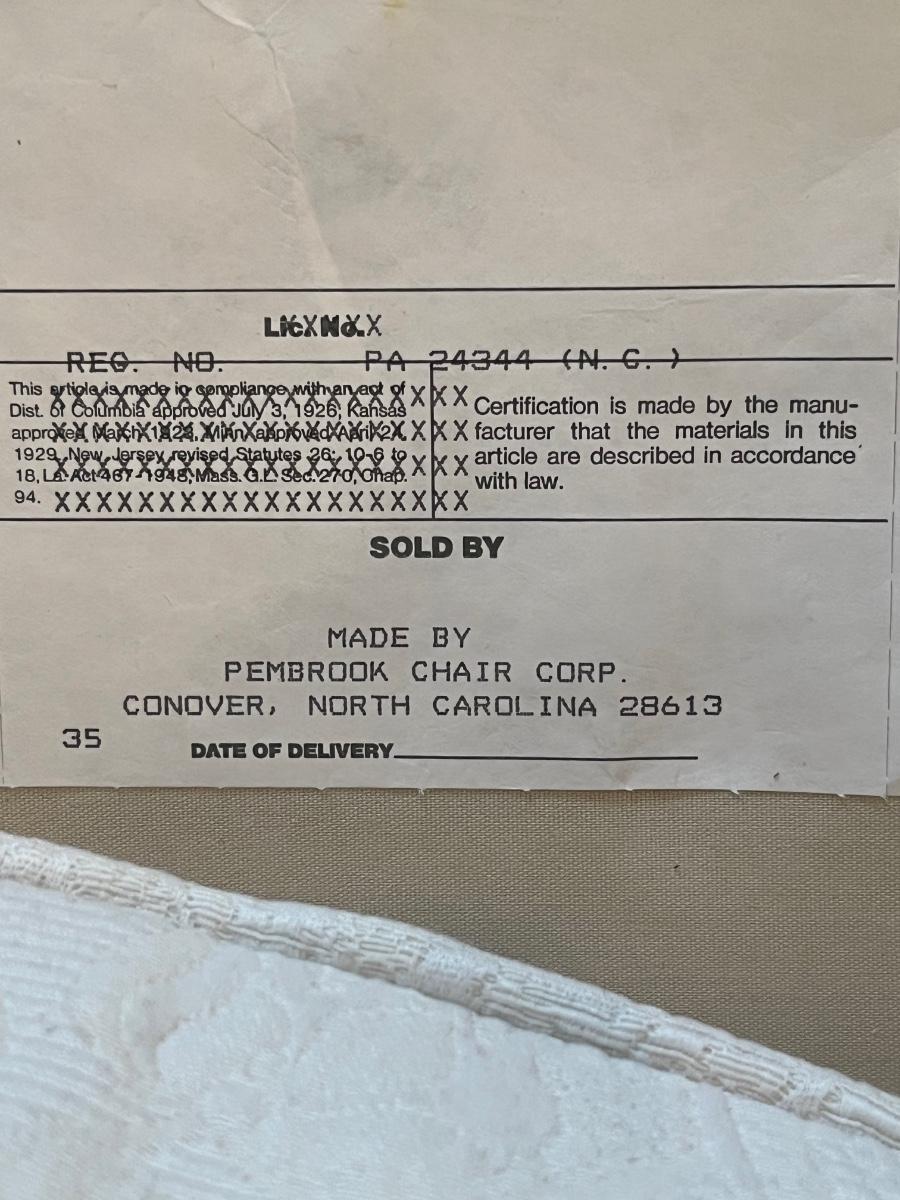 Lic. No.
REG. NO. PA 24344 (N. C.)
This article is made in compliance with an act of
Dist. of Columbia approved July 3, 1926; Kansas
approved March 1923, Minn. approved April 24,
1929, New Jersey revised Statutes 26: 10-6 to
18, La. Act 467-1948, Mass. G.L. Sec. 270, Chap.
94.
XXXXXXXXXXXXXXXXXXXX
Certification is made by the manu-
facturer that the materials in this
article are described in accordance
with law.
SOLD BY
MADE BY
PEMBROOK CHAIR CORP.
CONOVER, NORTH CAROLINA 28613
35
DATE OF DELIVERY